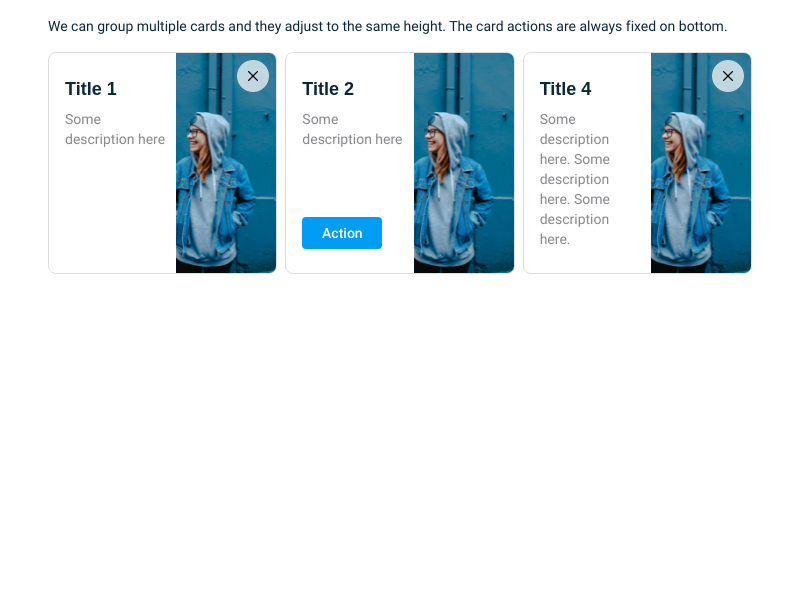 We can group multiple cards and they adjust to the same height. The card actions are always fixed on bottom.
Title 1
Some
description here
Title 2
Some
description here
Action
Title 4
Some
description
here. Some
description
here. Some
description
here.